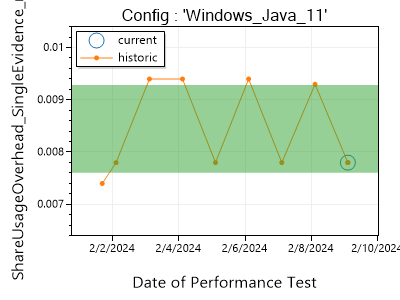 Config : 'Windows_Java_11'
current
historic
0.01
0.009
0.008
0.007
ShareUsageOverhead_SingleEvidence_
2/2/2024
2/4/2024
2/6/2024
2/8/2024
2/10/2024
Date of Performance Test